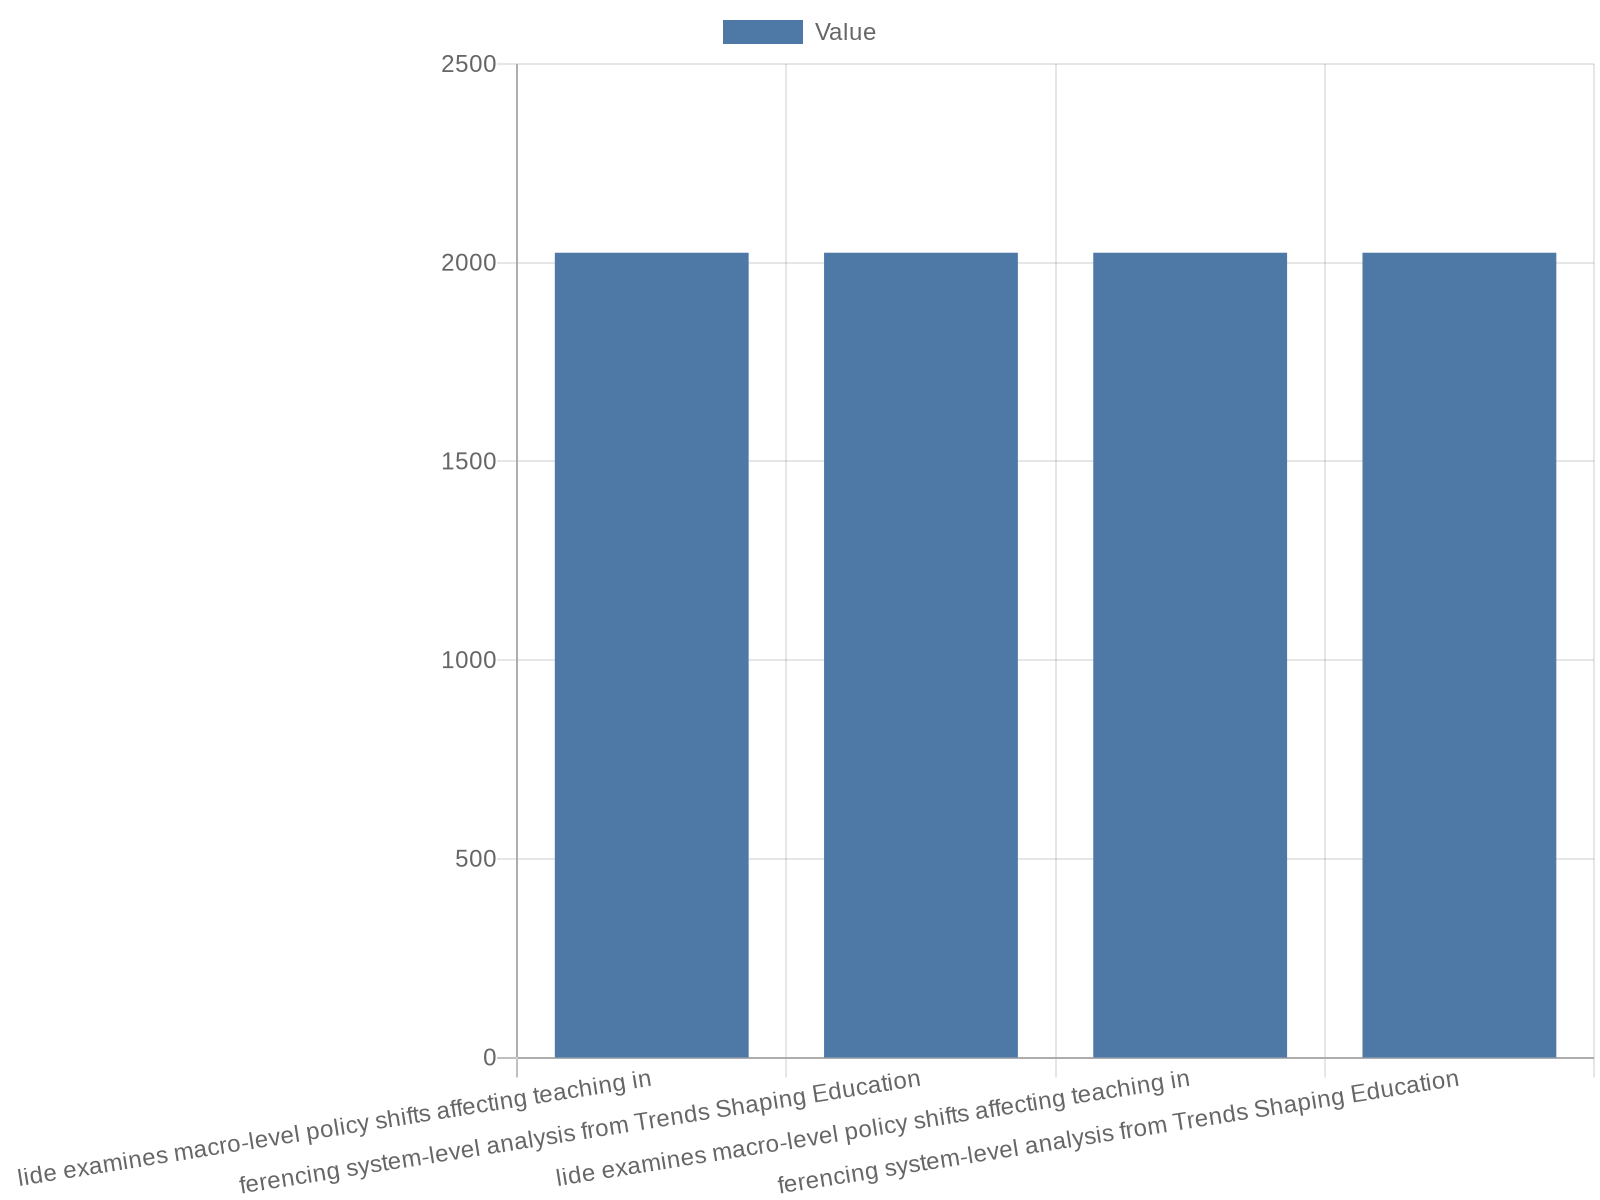 Value
2500
2000
1500
1000
500
0
lide examines macro-level policy shifts affecting teaching in
ferencing system-level analysis from Trends Shaping Education
lide examines macro-level policy shifts affecting teaching in
ferencing system-level analysis from Trends Shaping Education